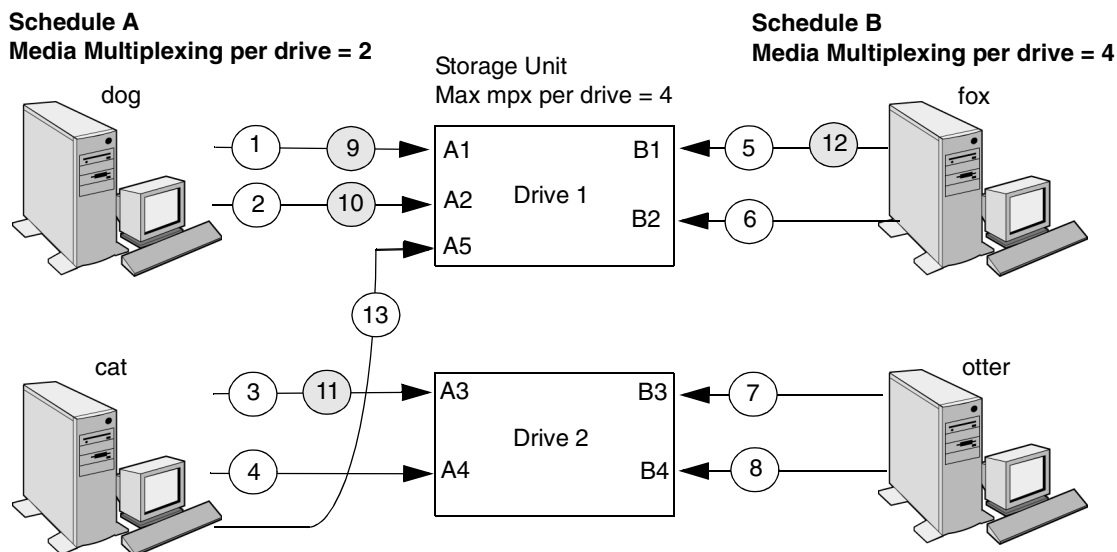 Schedule A
Media Multiplexing per drive = 2
Schedule B
Media Multiplexing per drive = 4
Storage Unit
Max mpx per drive = 4
dog
fox
1
9
A1
B1
5
12
2
10
A2
Drive 1
B2
6
A5
13
cat
otter
3
11
A3
B3
7
Drive 2
4
A4
B4
8